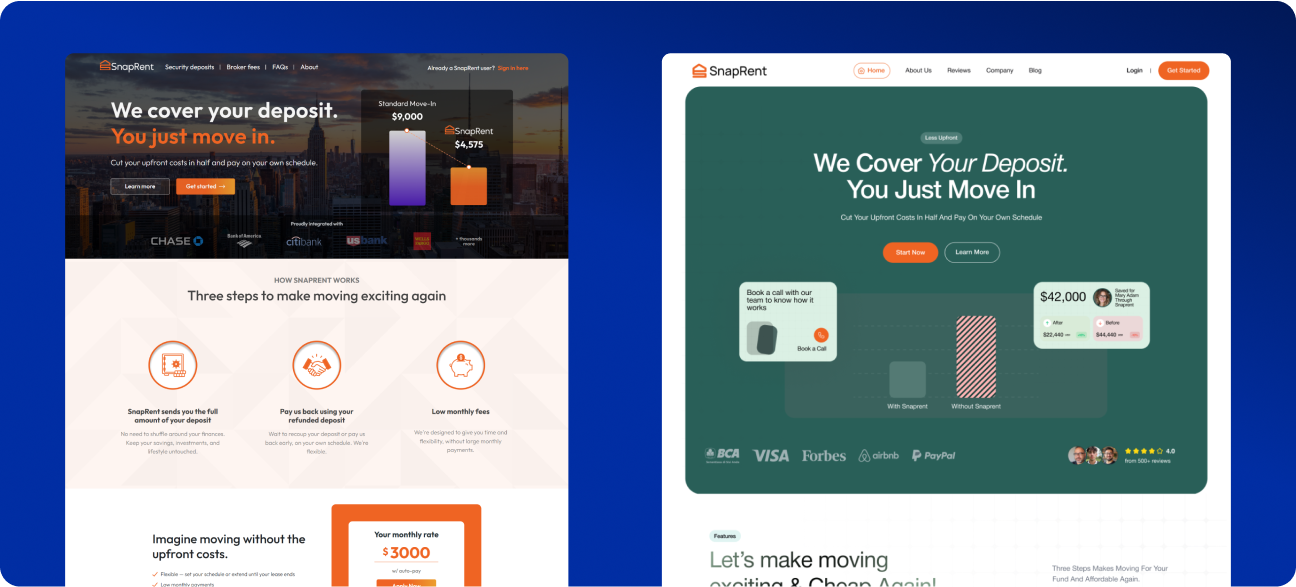 SnapRent
Security deposits | Broker fees | FAQs | About
Already a SnapRent user? Sign in here
We cover your deposit.
You just move in.
Cut your upfront costs in half and pay on your own schedule.
Learn more
Get started →
Standard Move-In
$9,000
SnapRent
$4,575
Proudly integrated with
CHASE
Bank of America
citibank
usbank
WELLS
FARGO
+ thousands
more
HOW SNAPRENT WORKS
Three steps to make moving exciting again
SnapRent sends you the full
amount of your deposit
No need to shuffle around your finances.
Keep your savings, investments, and
lifestyle untouched.
Pay us back using your
refunded deposit
Want to recoup your deposit or pay us
back early, on your own schedule. We're
flexible.
Low monthly fees
We're designed to give you time and
flexibility, without large monthly
payments.
Imagine moving without the
upfront costs.
Flexible — set your schedule or extend until your lease ends
Low monthly payments
Your monthly rate
$3000
w/ auto-pay
Apply Now
SnapRent
Home
About Us
Reviews
Company
Blog
Login |
Get Started
Less Upfront
We Cover Your Deposit.
You Just Move In
Cut Your Upfront Costs In Half And Pay On Your Own Schedule
Start Now
Learn More
Book a call with our
team to know how it
works
Book a Call
$42,000
Saved for
Mary Adam
Through
Snaprent
After
$22,440 —
Before
$44,440 —
With Snaprent
Without Snaprent
BCA
VISA
Forbes
airbnb
PayPal
4.0
from 500+ reviews
Features
Let's make moving
exciting & Cheap Again!
Three Steps Makes Moving For Your
Fund And Affordable Again.